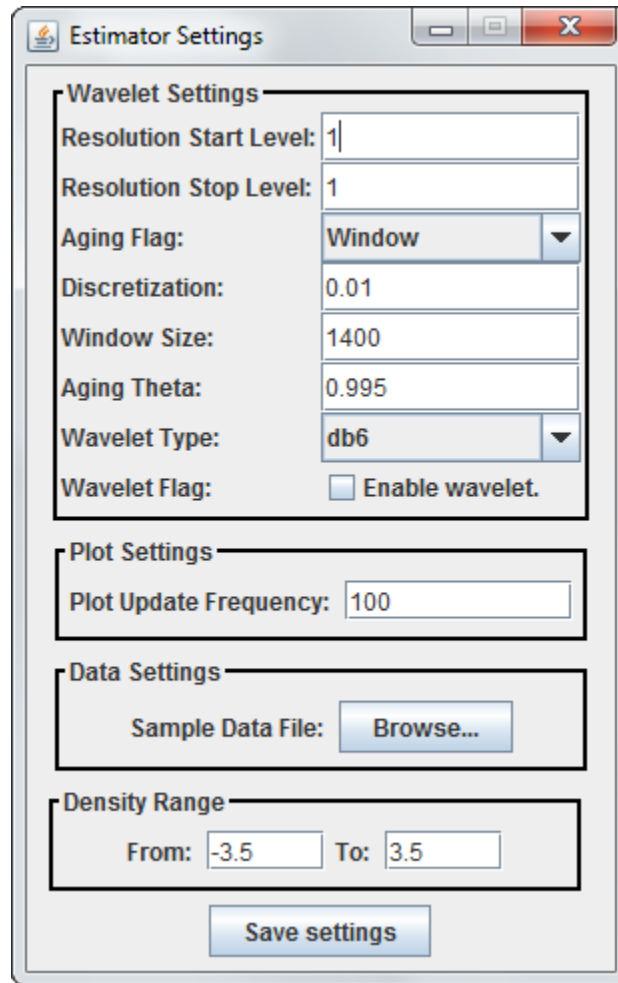 Estimator Settings
Wavelet Settings
Resolution Start Level: 1
Resolution Stop Level: 1
Aging Flag: Window
Discretization: 0.01
Window Size: 1400
Aging Theta: 0.995
Wavelet Type: db6
Wavelet Flag: Enable wavelet.
Plot Settings
Plot Update Frequency: 100
Data Settings
Sample Data File: Browse...
Density Range
From: -3.5 To: 3.5
Save settings